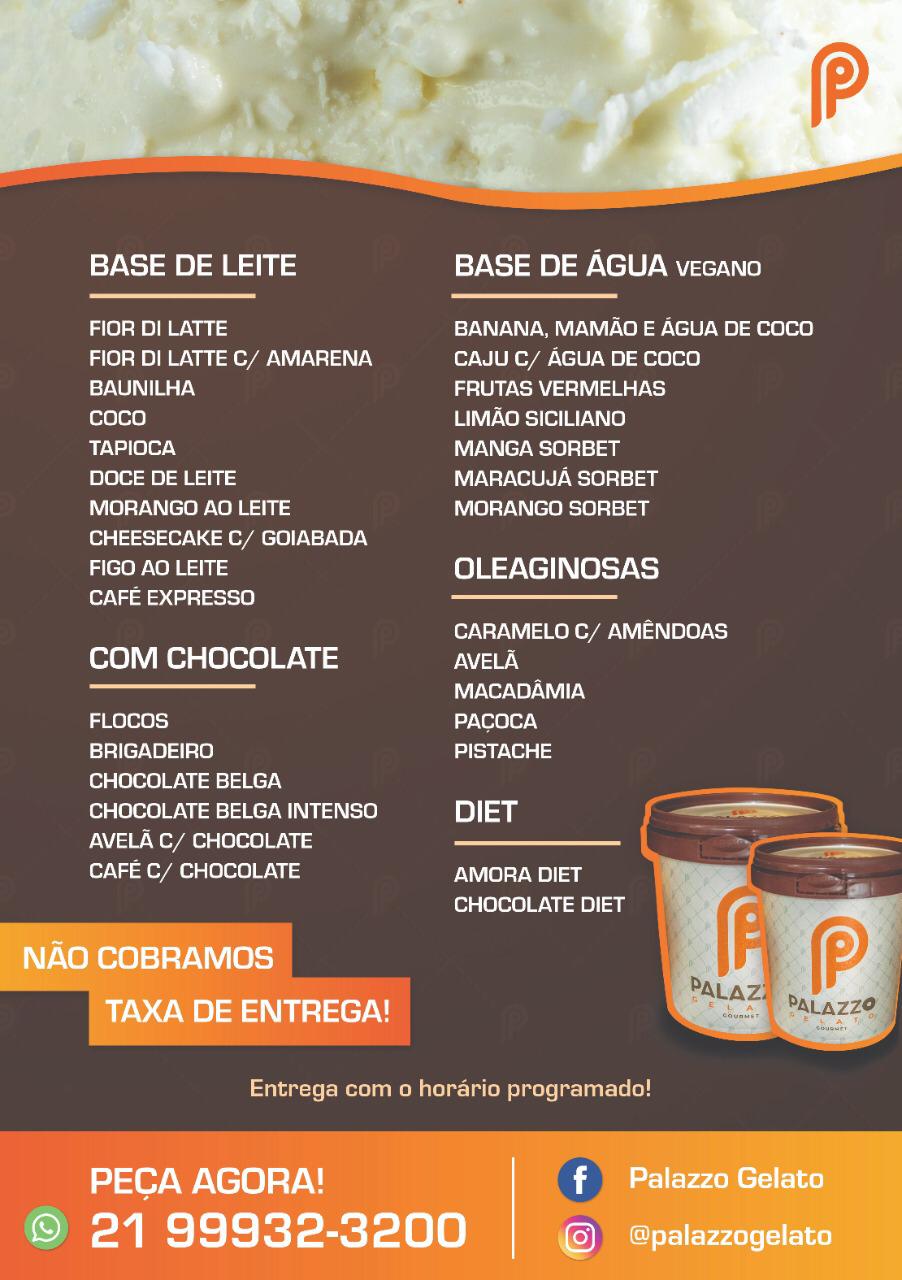 BASE DE LEITE
FIOR DI LATTE
FIOR DI LATTE C/ AMARENA
BAUNILHA
COCO
TAPIOCA
DOCE DE LEITE
MORANGO AO LEITE
CHEESECAKE C/ GOIABADA
FIGO AO LEITE
CAFÉ EXPRESSO
COM CHOCOLATE
FLOCOS
BRIGADEIRO
CHOCOLATE BELGA
CHOCOLATE BELGA INTENSO
AVELÃ C/ CHOCOLATE
CAFÉ C/ CHOCOLATE
BASE DE ÁGUA VEGANO
BANANA, MAMÃO E ÁGUA DE COCO
CAJU C/ ÁGUA DE COCO
FRUTAS VERMELHAS
LIMÃO SICILIANO
MANGA SORBET
MARACUJÁ SORBET
MORANGO SORBET
OLEAGINOSAS
CARAMELO C/ AMÊNDOAS
AVELÃ
MACADÂMIA
PAÇOCA
PISTACHE
DIET
AMORA DIET
CHOCOLATE DIET
PALAZZ
GELA
GOURMET
PALAZZO
GELATO
GOURMET
NÃO COBRAMOS
TAXA DE ENTREGA!
Entrega com o horário programado!
PEÇA AGORA!
21 99932-3200
Palazzo Gelato
@palazzogelato